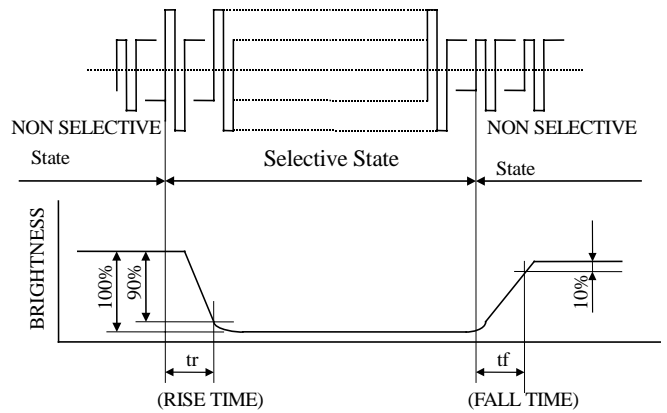 NON SELECTIVE
State
Selective State
NON SELECTIVE
State
BRIGHTNESS
100%
90%
10%
tr
tf
(RISE TIME)
(FALL TIME)